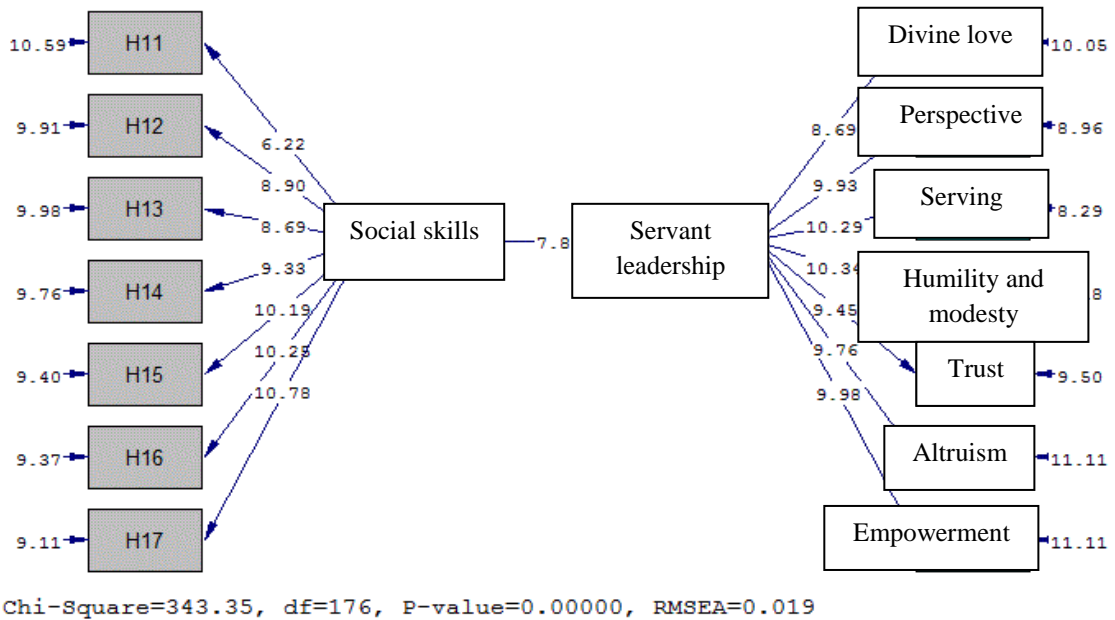 10.59
H11
6.22
Divine love
10.05
9.91
H12
8.90
8.69
Perspective
8.96
9.98
H13
8.69
9.93
Serving
8.29
Social skills
7.8
Servant
leadership
10.29
9.76
H14
9.33
10.34
Humility and
modesty
8
10.19
9.45
9.40
H15
10.25
9.76
Trust
9.50
10.78
9.98
9.37
H16
Altruism
11.11
9.11
H17
Empowerment
11.11
Chi-Square=343.35, df=176, P-value=0.00000, RMSEA=0.019